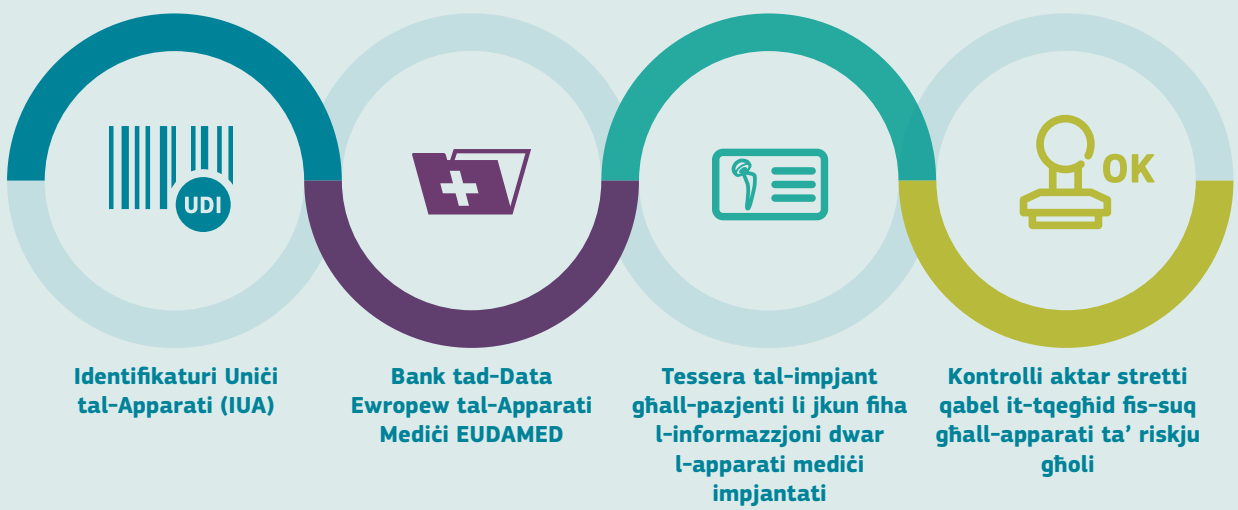 UDI
OK
Identifikaturi Uniċi
tal-Apparati (IUA)
Bank tad-Data
Ewropew tal-Apparati
Mediċi EUDAMED
Tessera tal-impjant
għall-pazjenti li jkun fiha
l-informazzjoni dwar
l-apparati mediċi
impjantati
Kontrolli aktar stretti
qabel it-tqegħid fis-suq
għall-apparati ta’ riskju
għoli